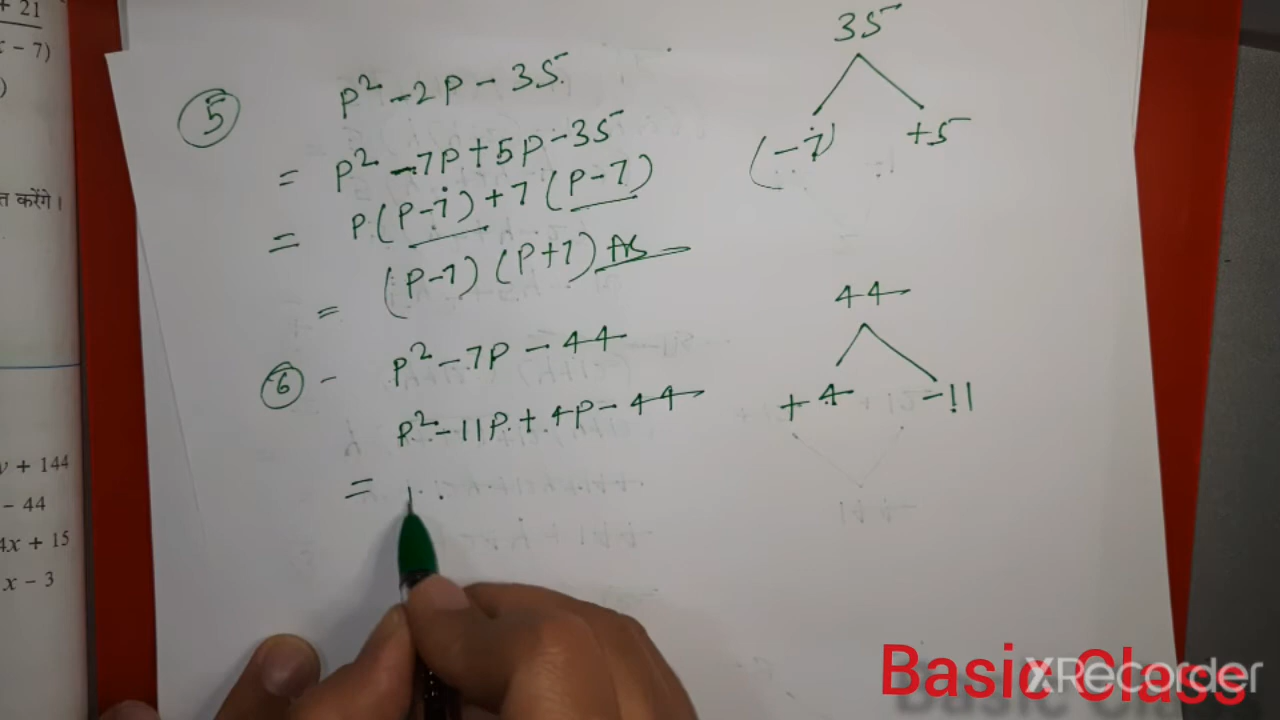 + 21
x - 7)
)
त करेंगे।
y + 144
- 44
4x + 15
x - 3
5
p² - 2p - 35
= p² - 7p + 5p - 35
= p(p-7) + 7(p-7)
= (p-7) (p+7) Ans
35
(-7) +5
6 - p² - 7p - 44
p² - 11p + 4p - 44
=
44
+4 -11
Basic Class
XRecorder